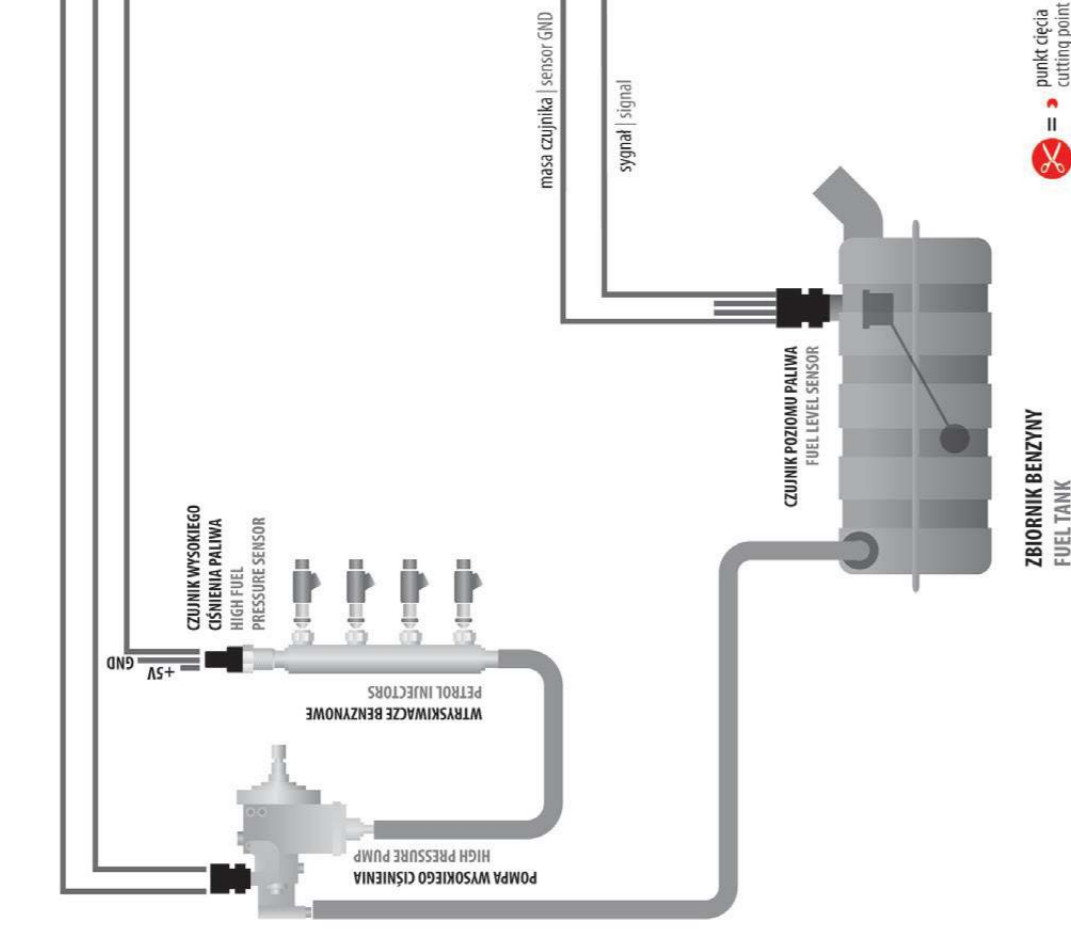 masa czujnika | sensor GND
sygnał | signal
= punkt cięcia
cutting point
CZUJNIK WYSOKIEGO
CIŚNIENIA PALIWA
HIGH FUEL
PRESSURE SENSOR
GND
+5V
WTRYSKIWACZE BENZYNOWE
PETROL INJECTORS
CZUJNIK POZIOMU PALIWA
FUEL LEVEL SENSOR
ZBIORNIK BENZYNY
FUEL TANK
POMPA WYSOKIEGO CIŚNIENIA
HIGH PRESSURE PUMP